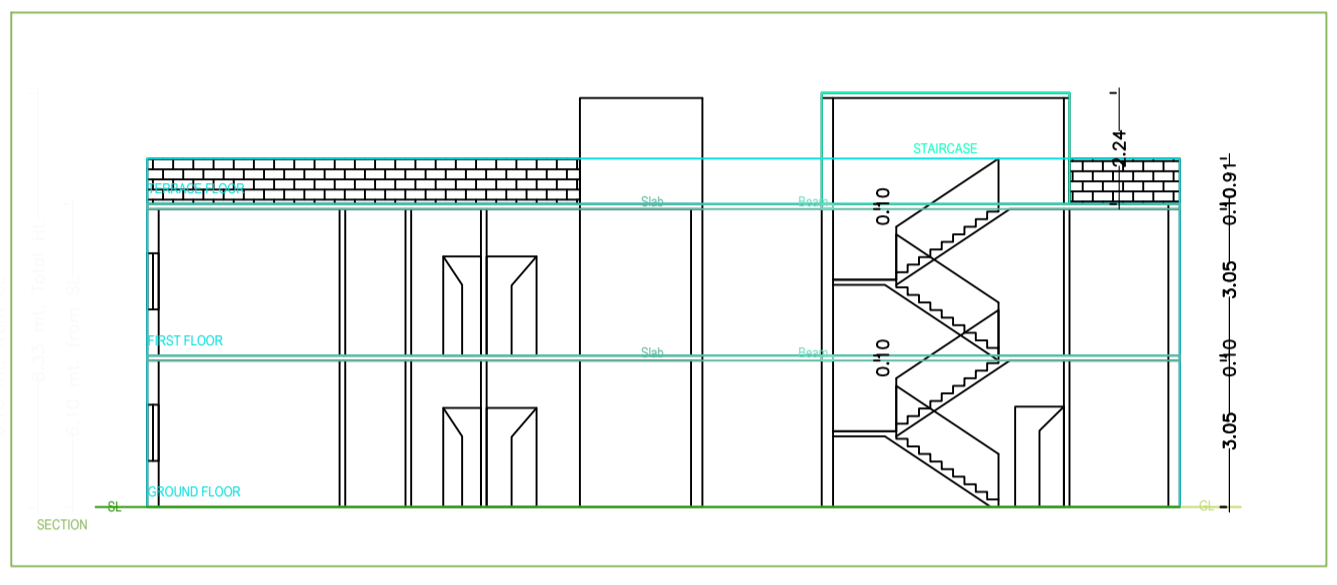 STAIRCASE
2.24
0.91
TERRACE FLOOR
Slab
Beam
0.10
0.10
3.05
FIRST FLOOR
Slab
Beam
0.10
0.10
3.05
GROUND FLOOR
GL
SECTION
8.33 mt. Total Ht.
6.10 mt. from SL